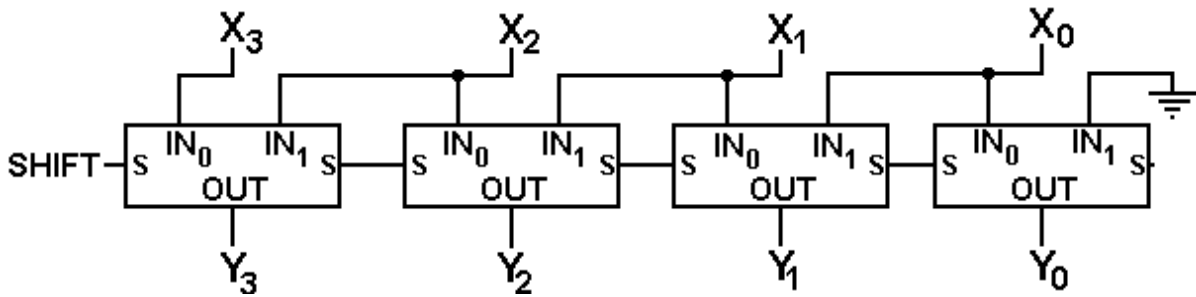 X3 X2 X1 X0
IN0 IN1 IN0 IN1 IN0 IN1 IN0 IN1
SHIFT S S S S S S S S
OUT OUT OUT OUT
Y3 Y2 Y1 Y0